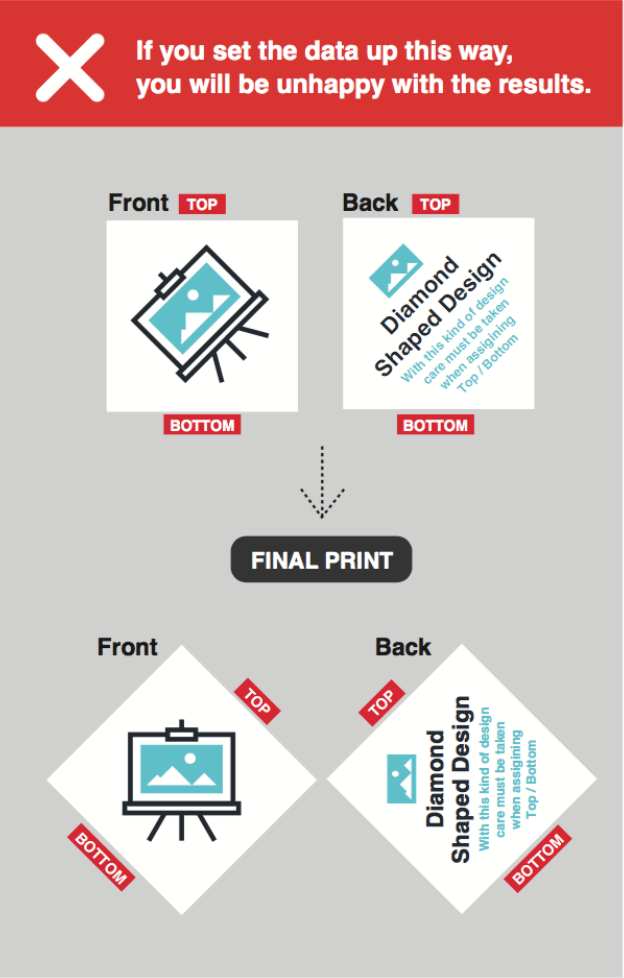 If you set the data up this way,
you will be unhappy with the results.
Front TOP
Back TOP
Diamond
Shaped Design
With this kind of design
care must be taken
when assigining
Top / Bottom
BOTTOM
BOTTOM
FINAL PRINT
Front
TOP
BOTTOM
Back
TOP
Diamond
Shaped Design
With this kind of design
care must be taken
when assigining
Top / Bottom
BOTTOM